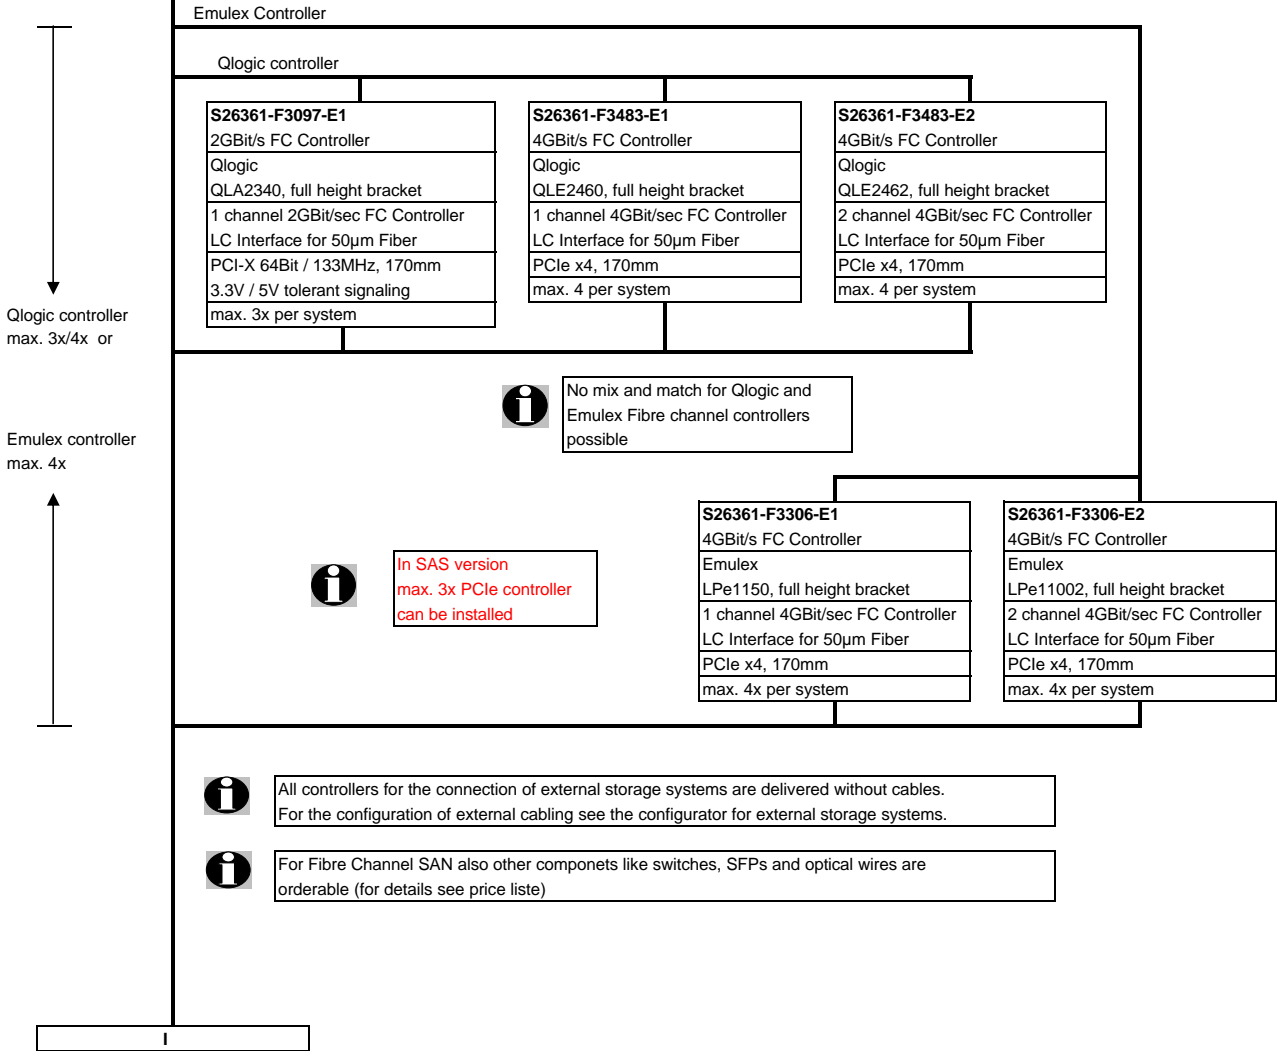 Emulex Controller
Qlogic controller
S26361-F3097-E1
2GBit/s FC Controller
Qlogic
QLA2340, full height bracket
1 channel 2GBit/sec FC Controller
LC Interface for 50µm Fiber
PCI-X 64Bit / 133MHz, 170mm
3.3V / 5V tolerant signaling
max. 3x per system
S26361-F3483-E1
4GBit/s FC Controller
Qlogic
QLE2460, full height bracket
1 channel 4GBit/sec FC Controller
LC Interface for 50µm Fiber
PCIe x4, 170mm
max. 4 per system
S26361-F3483-E2
4GBit/s FC Controller
Qlogic
QLE2462, full height bracket
2 channel 4GBit/sec FC Controller
LC Interface for 50µm Fiber
PCIe x4, 170mm
max. 4 per system
Qlogic controller
max. 3x/4x or
No mix and match for Qlogic and
Emulex Fibre channel controllers
possible
Emulex controller
max. 4x
In SAS version
max. 3x PCIe controller
can be installed
S26361-F3306-E1
4GBit/s FC Controller
Emulex
LPe1150, full height bracket
1 channel 4GBit/sec FC Controller
LC Interface for 50µm Fiber
PCIe x4, 170mm
max. 4x per system
S26361-F3306-E2
4GBit/s FC Controller
Emulex
LPe11002, full height bracket
2 channel 4GBit/sec FC Controller
LC Interface for 50µm Fiber
PCIe x4, 170mm
max. 4x per system
All controllers for the connection of external storage systems are delivered without cables.
For the configuration of external cabling see the configurator for external storage systems.
For Fibre Channel SAN also other componets like switches, SFPs and optical wires are
orderable (for details see price liste)
I